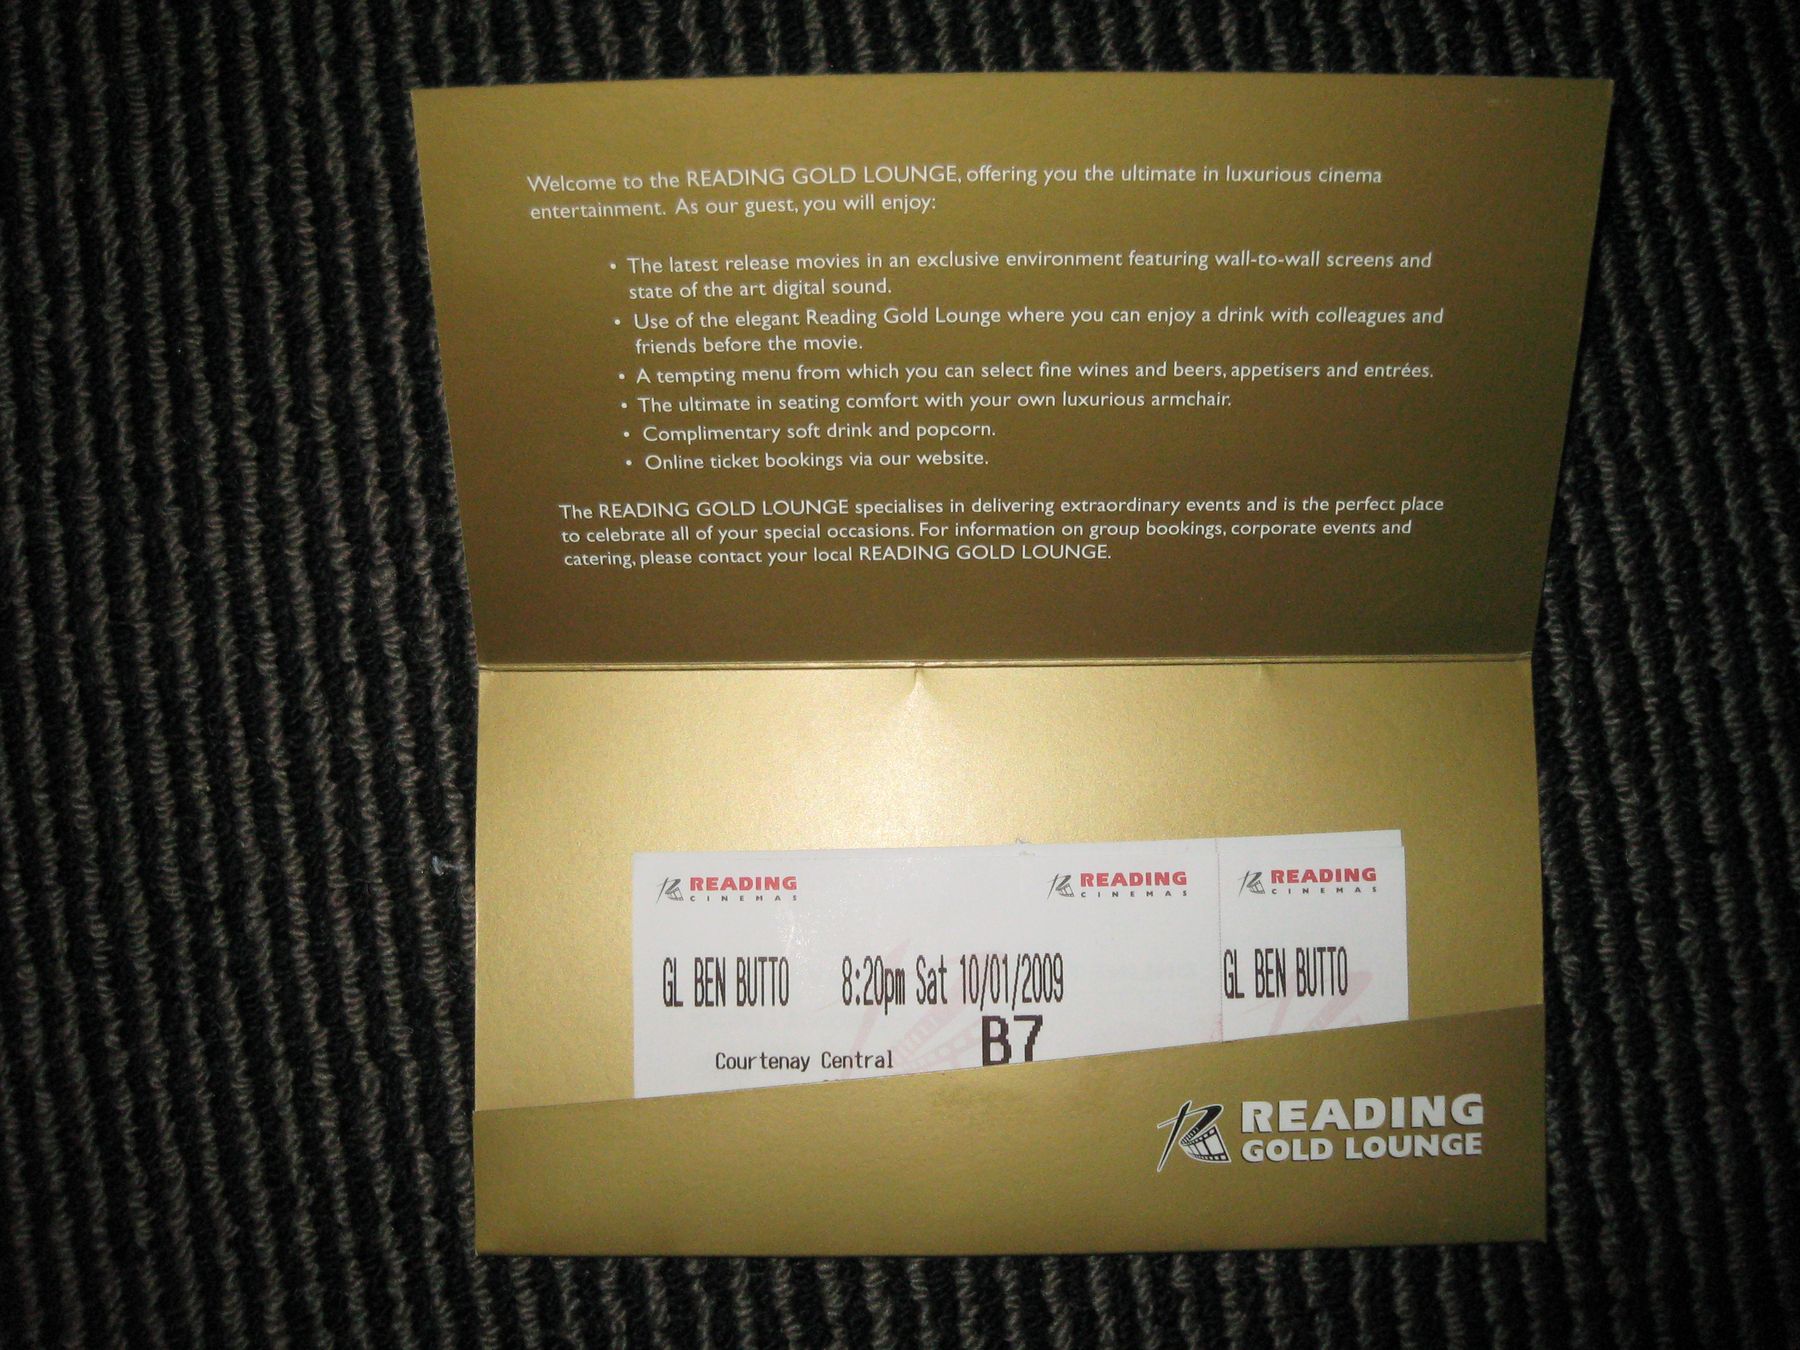 Welcome to the READING GOLD LOUNGE, offering you the ultimate in luxurious cinema
entertainment. As our guest, you will enjoy:
• The latest release movies in an exclusive environment featuring wall-to-wall screens and
state of the art digital sound.
• Use of the elegant Reading Gold Lounge where you can enjoy a drink with colleagues and
friends before the movie.
• A tempting menu from which you can select fine wines and beers, appetisers and entrées.
• The ultimate in seating comfort with your own luxurious armchair.
• Complimentary soft drink and popcorn.
• Online ticket bookings via our website.
The READING GOLD LOUNGE specialises in delivering extraordinary events and is the perfect place
to celebrate all of your special occasions. For information on group bookings, corporate events and
catering, please contact your local READING GOLD LOUNGE.
READING READING READING
CINEMAS CINEMAS CINEMAS
GL BEN BUTTO 8:20pm Sat 10/01/2009 GL BEN BUTTO
B7
Courtenay Central
READING
GOLD LOUNGE